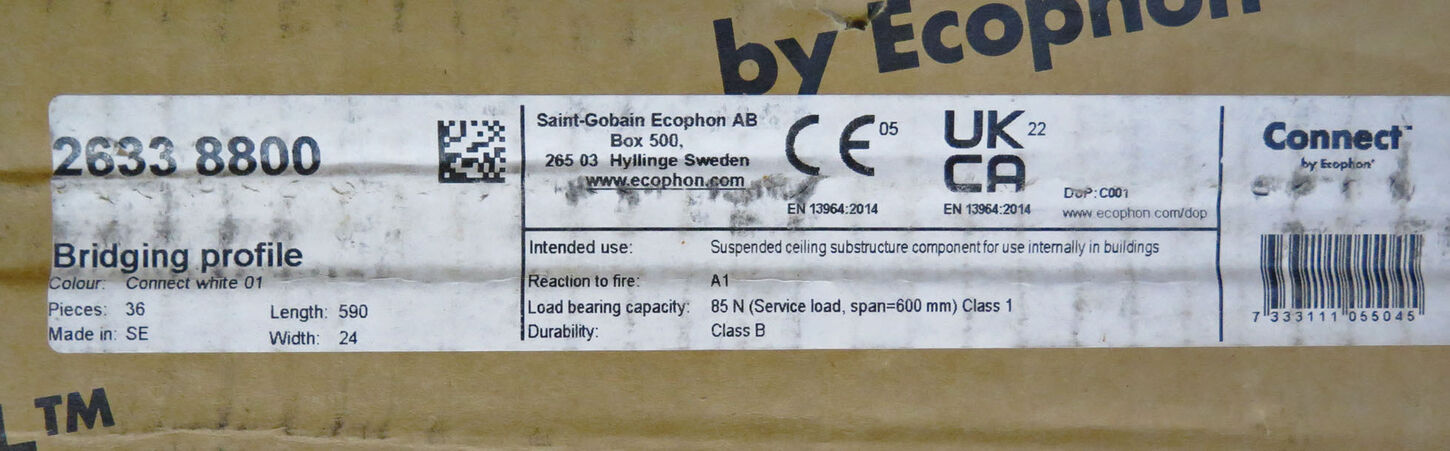 by Ecophon
2633 8800
Bridging profile
Colour: Connect white 01
Pieces: 36 Length: 590
Made in: SE Width: 24
Saint-Gobain Ecophon AB
Box 500,
265 03 Hyllinge Sweden
www.ecophon.com
CE 05
EN 13964:2014
UK
CA 22
EN 13964:2014
DoP: C001
www.ecophon.com/dop
Intended use: Suspended ceiling substructure component for use internally in buildings
Reaction to fire: A1
Load bearing capacity: 85 N (Service load, span=600 mm) Class 1
Durability: Class B
Connect™
by Ecophon®
7 333111 055045
L™